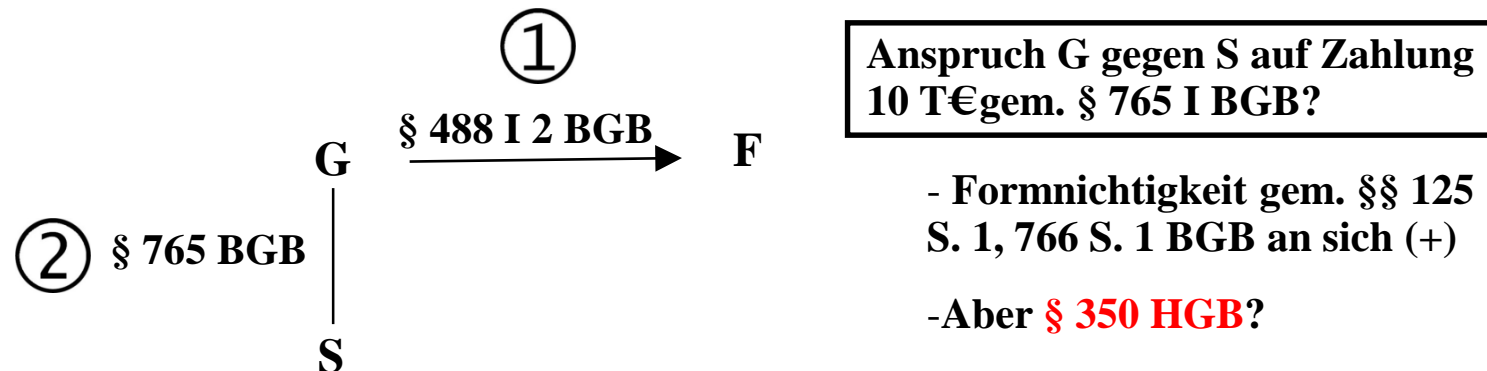 ①
§ 488 I 2 BGB
G
F
② § 765 BGB
S
Anspruch G gegen S auf Zahlung
10 T€gem. § 765 I BGB?
- Formnichtigkeit gem. §§ 125
S. 1, 766 S. 1 BGB an sich (+)
-Aber § 350 HGB?